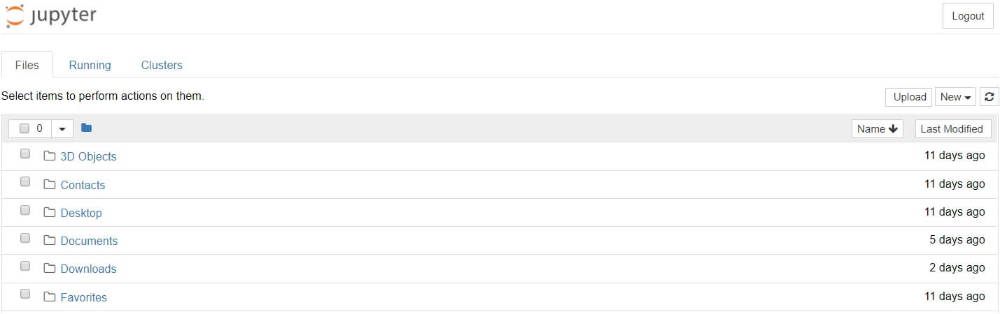 jupyter Logout
Files Running Clusters
Select items to perform actions on them. Upload New
0 Name Last Modified
3D Objects 11 days ago
Contacts 11 days ago
Desktop 11 days ago
Documents 5 days ago
Downloads 2 days ago
Favorites 11 days ago